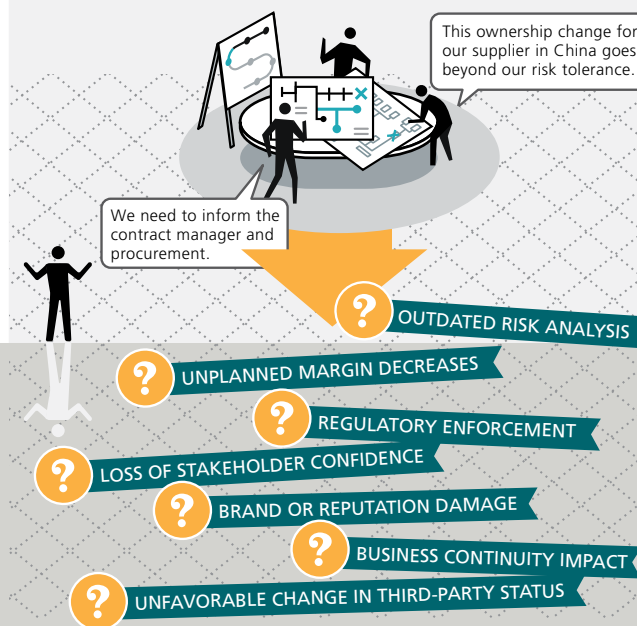 This ownership change for
our supplier in China goes
beyond our risk tolerance.
We need to inform the
contract manager and
procurement.
? OUTDATED RISK ANALYSIS
? UNPLANNED MARGIN DECREASES
? REGULATORY ENFORCEMENT
? LOSS OF STAKEHOLDER CONFIDENCE
? BRAND OR REPUTATION DAMAGE
? BUSINESS CONTINUITY IMPACT
? UNFAVORABLE CHANGE IN THIRD-PARTY STATUS